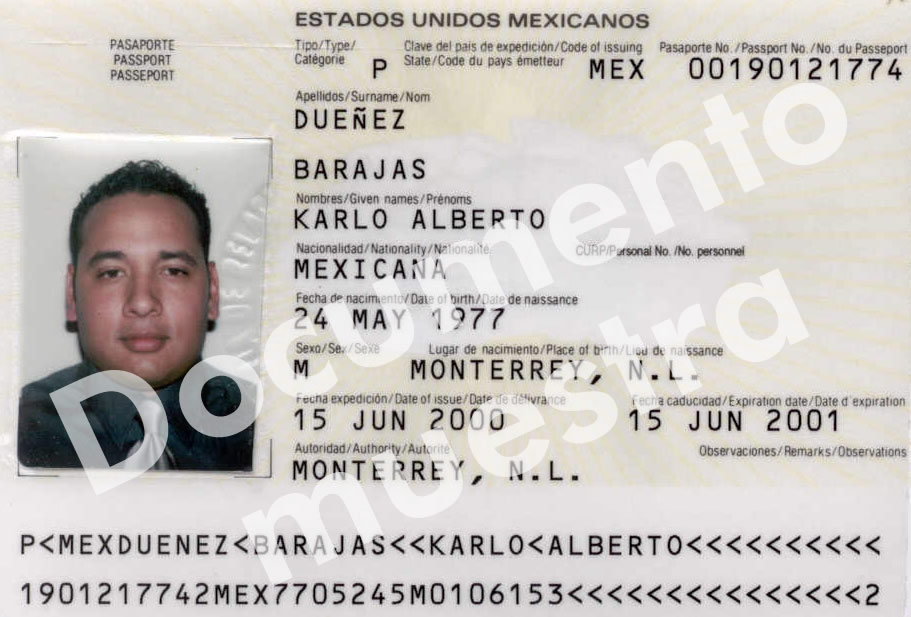 ESTADOS UNIDOS MEXICANOS
PASAPORTE
PASSPORT
PASSEPORT
Tipo/Type/
Catégorie
P
Clave del pais de expedición/Code of issuing
State/Code du pays émetteur
MEX
Pasaporte No./Passport No./No. du Passeport
00190121774
Apellidos/Surname/Nom
DUEÑEZ
BARAJAS
Nombres/Given names/Prénoms
KARLO ALBERTO
Nacionalidad/Nationality/Nationalité
CURP/Personal No./No. personnel
MEXICANA
Fecha de nacimiento/Date of birth/Date de naissance
24 MAY 1977
Sexo/Sex/Sexe
Lugar de nacimiento/Place of birth/Lieu de naissance
M
MONTERREY, N.L.
Fecha expedición/Date of issue/Date de délivrance
Fecha caducidad/Expiration date/Date d'expiration
15 JUN 2000
15 JUN 2001
Autoridad/Authority/Autorité
Observaciones/Remarks/Observations
MONTERREY, N.L.
Documento
muestra
P<MEXDUENEZ<BARAJAS<<KARLO<ALBERTO<<<<<<<<<<
1901217742MEX7705245M0106153<<<<<<<<<<<<<<<2